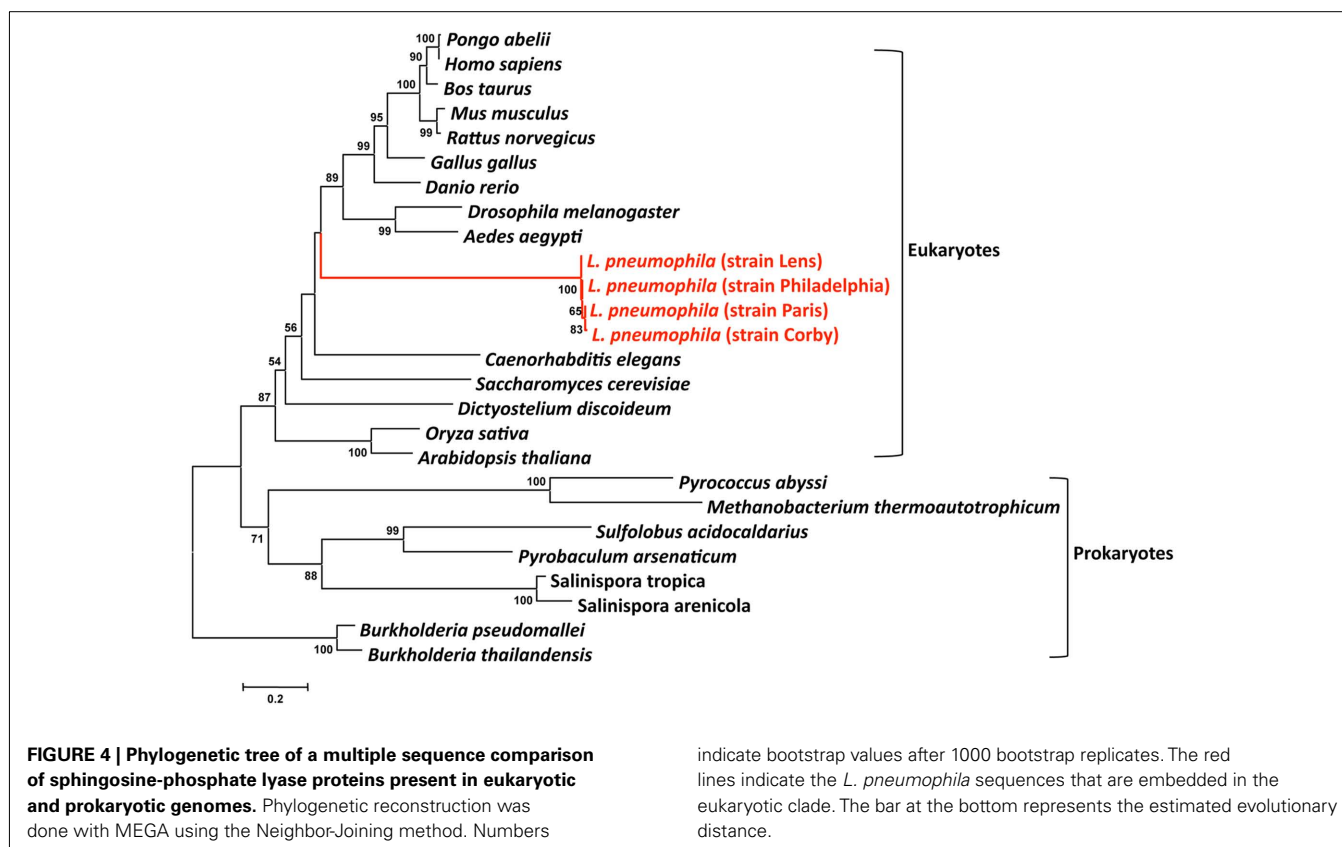 100
Pongo abelii
90
Homo sapiens
100
Bos taurus
Mus musculus
95
99
Rattus norvegicus
99
Gallus gallus
89
Danio rerio
Drosophila melanogaster
99
Aedes aegypti
Eukaryotes
L. pneumophila (strain Lens)
100
L. pneumophila (strain Philadelphia)
65
L. pneumophila (strain Paris)
83
L. pneumophila (strain Corby)
56
Caenorhabditis elegans
54
Saccharomyces cerevisiae
87
Dictyostelium discoideum
Oryza sativa
100
Arabidopsis thaliana
100
Pyrococcus abyssi
Methanobacterium thermoautotrophicum
71
99
Sulfolobus acidocaldarius
Pyrobaculum arsenaticum
Prokaryotes
88
Salinispora tropica
100
Salinispora arenicola
Burkholderia pseudomallei
100
Burkholderia thailandensis
0.2
FIGURE 4 | Phylogenetic tree of a multiple sequence comparison
of sphingosine-phosphate lyase proteins present in eukaryotic
and prokaryotic genomes. Phylogenetic reconstruction was
done with MEGA using the Neighbor-Joining method. Numbers
indicate bootstrap values after 1000 bootstrap replicates. The red
lines indicate the L. pneumophila sequences that are embedded in the
eukaryotic clade. The bar at the bottom represents the estimated evolutionary
distance.